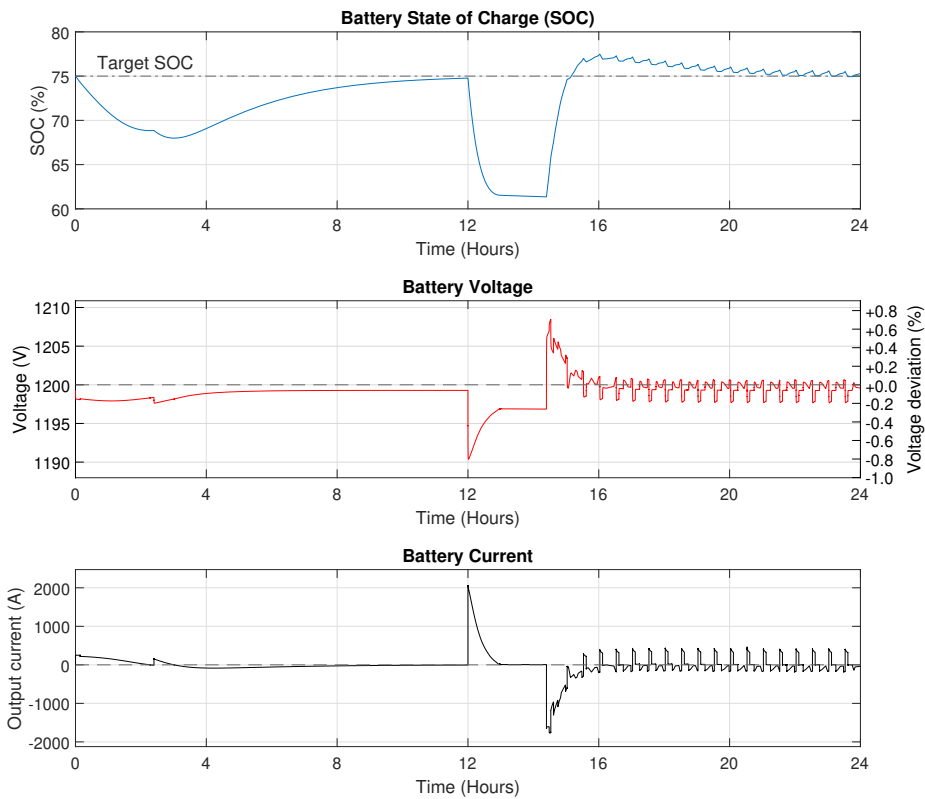 Battery State of Charge (SOC)
80
75
70
65
60
SOC (%)
Target SOC
0 4 8 12 16 20 24
Time (Hours)
Battery Voltage
1210
1205
1200
1195
1190
Voltage (V)
+0.8
+0.6
+0.4
+0.2
+0.0
-0.2
-0.4
-0.6
-0.8
-1.0
Voltage deviation (%)
0 4 8 12 16 20 24
Time (Hours)
Battery Current
2000
1000
0
-1000
-2000
Output current (A)
0 4 8 12 16 20 24
Time (Hours)